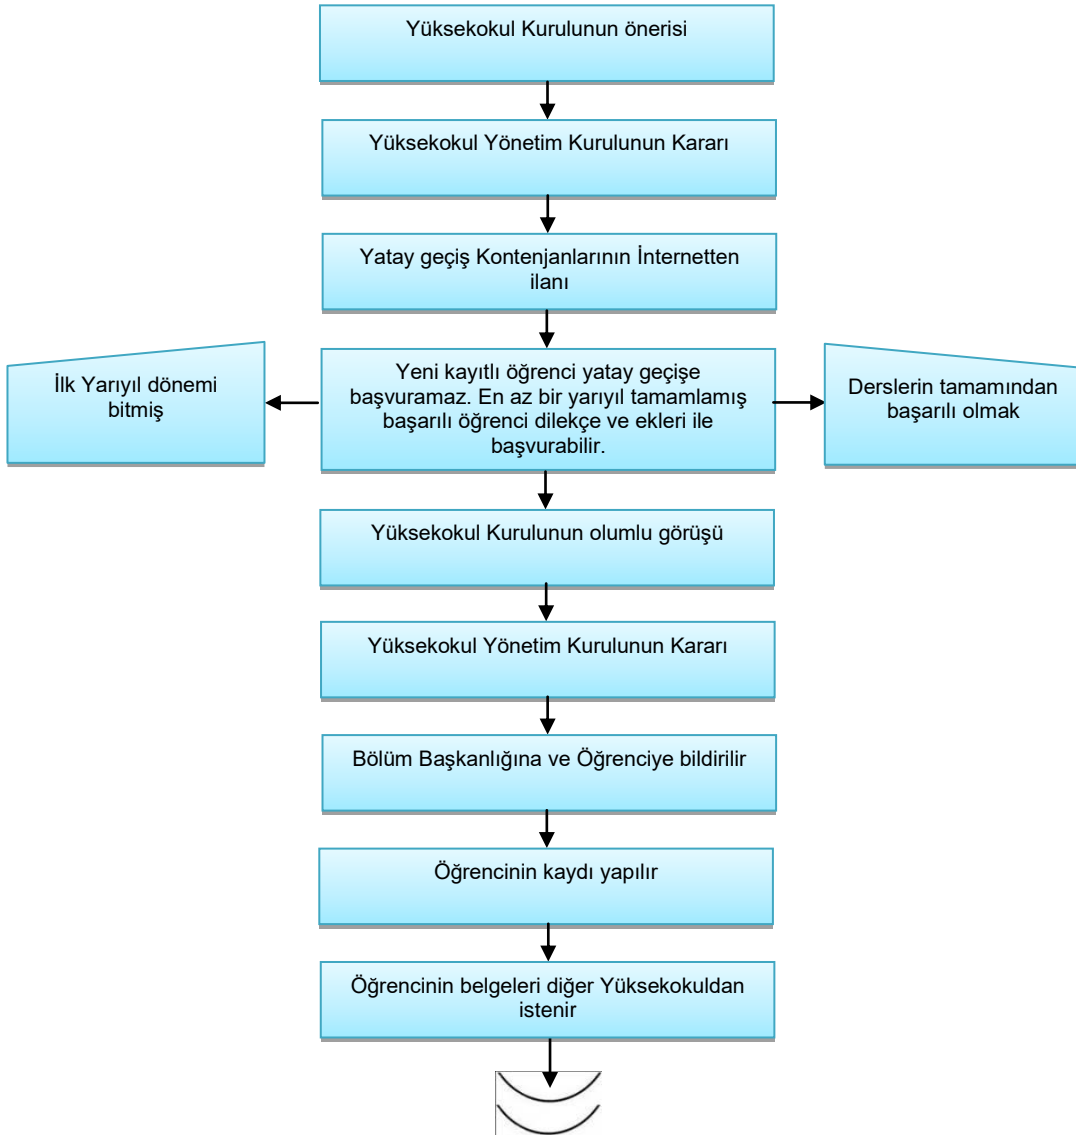 Yüksekokul Kurulunun önerisi
Yüksekokul Yönetim Kurulunun Kararı
Yatay geçiş Kontenjanlarının İnternetten
ilanı
İlk Yarıyıl dönemi
bitmiş
Yeni kayıtlı öğrenci yatay geçişe
başvuramaz. En az bir yarıyıl tamamlamış
başarılı öğrenci dilekçe ve ekleri ile
başvurabilir.
Derslerin tamamından
başarılı olmak
Yüksekokul Kurulunun olumlu görüşü
Yüksekokul Yönetim Kurulunun Kararı
Bölüm Başkanlığına ve Öğrenciye bildirilir
Öğrencinin kaydı yapılır
Öğrencinin belgeleri diğer Yüksekokuldan
istenir